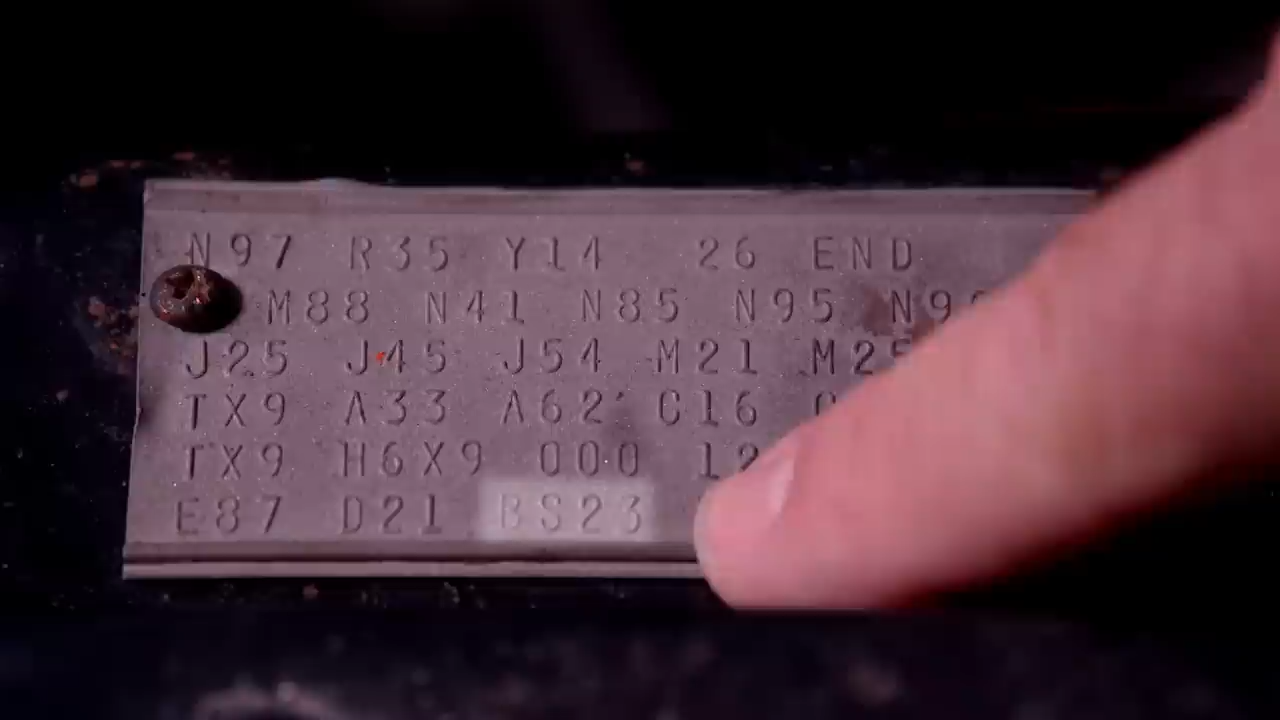 N97 R35 Y14 26 END
M88 N41 N85 N95
J25 J45 J54 M21
TX9 A33 A62 C16
TX9 H6X9 000
E87 D21 BS23